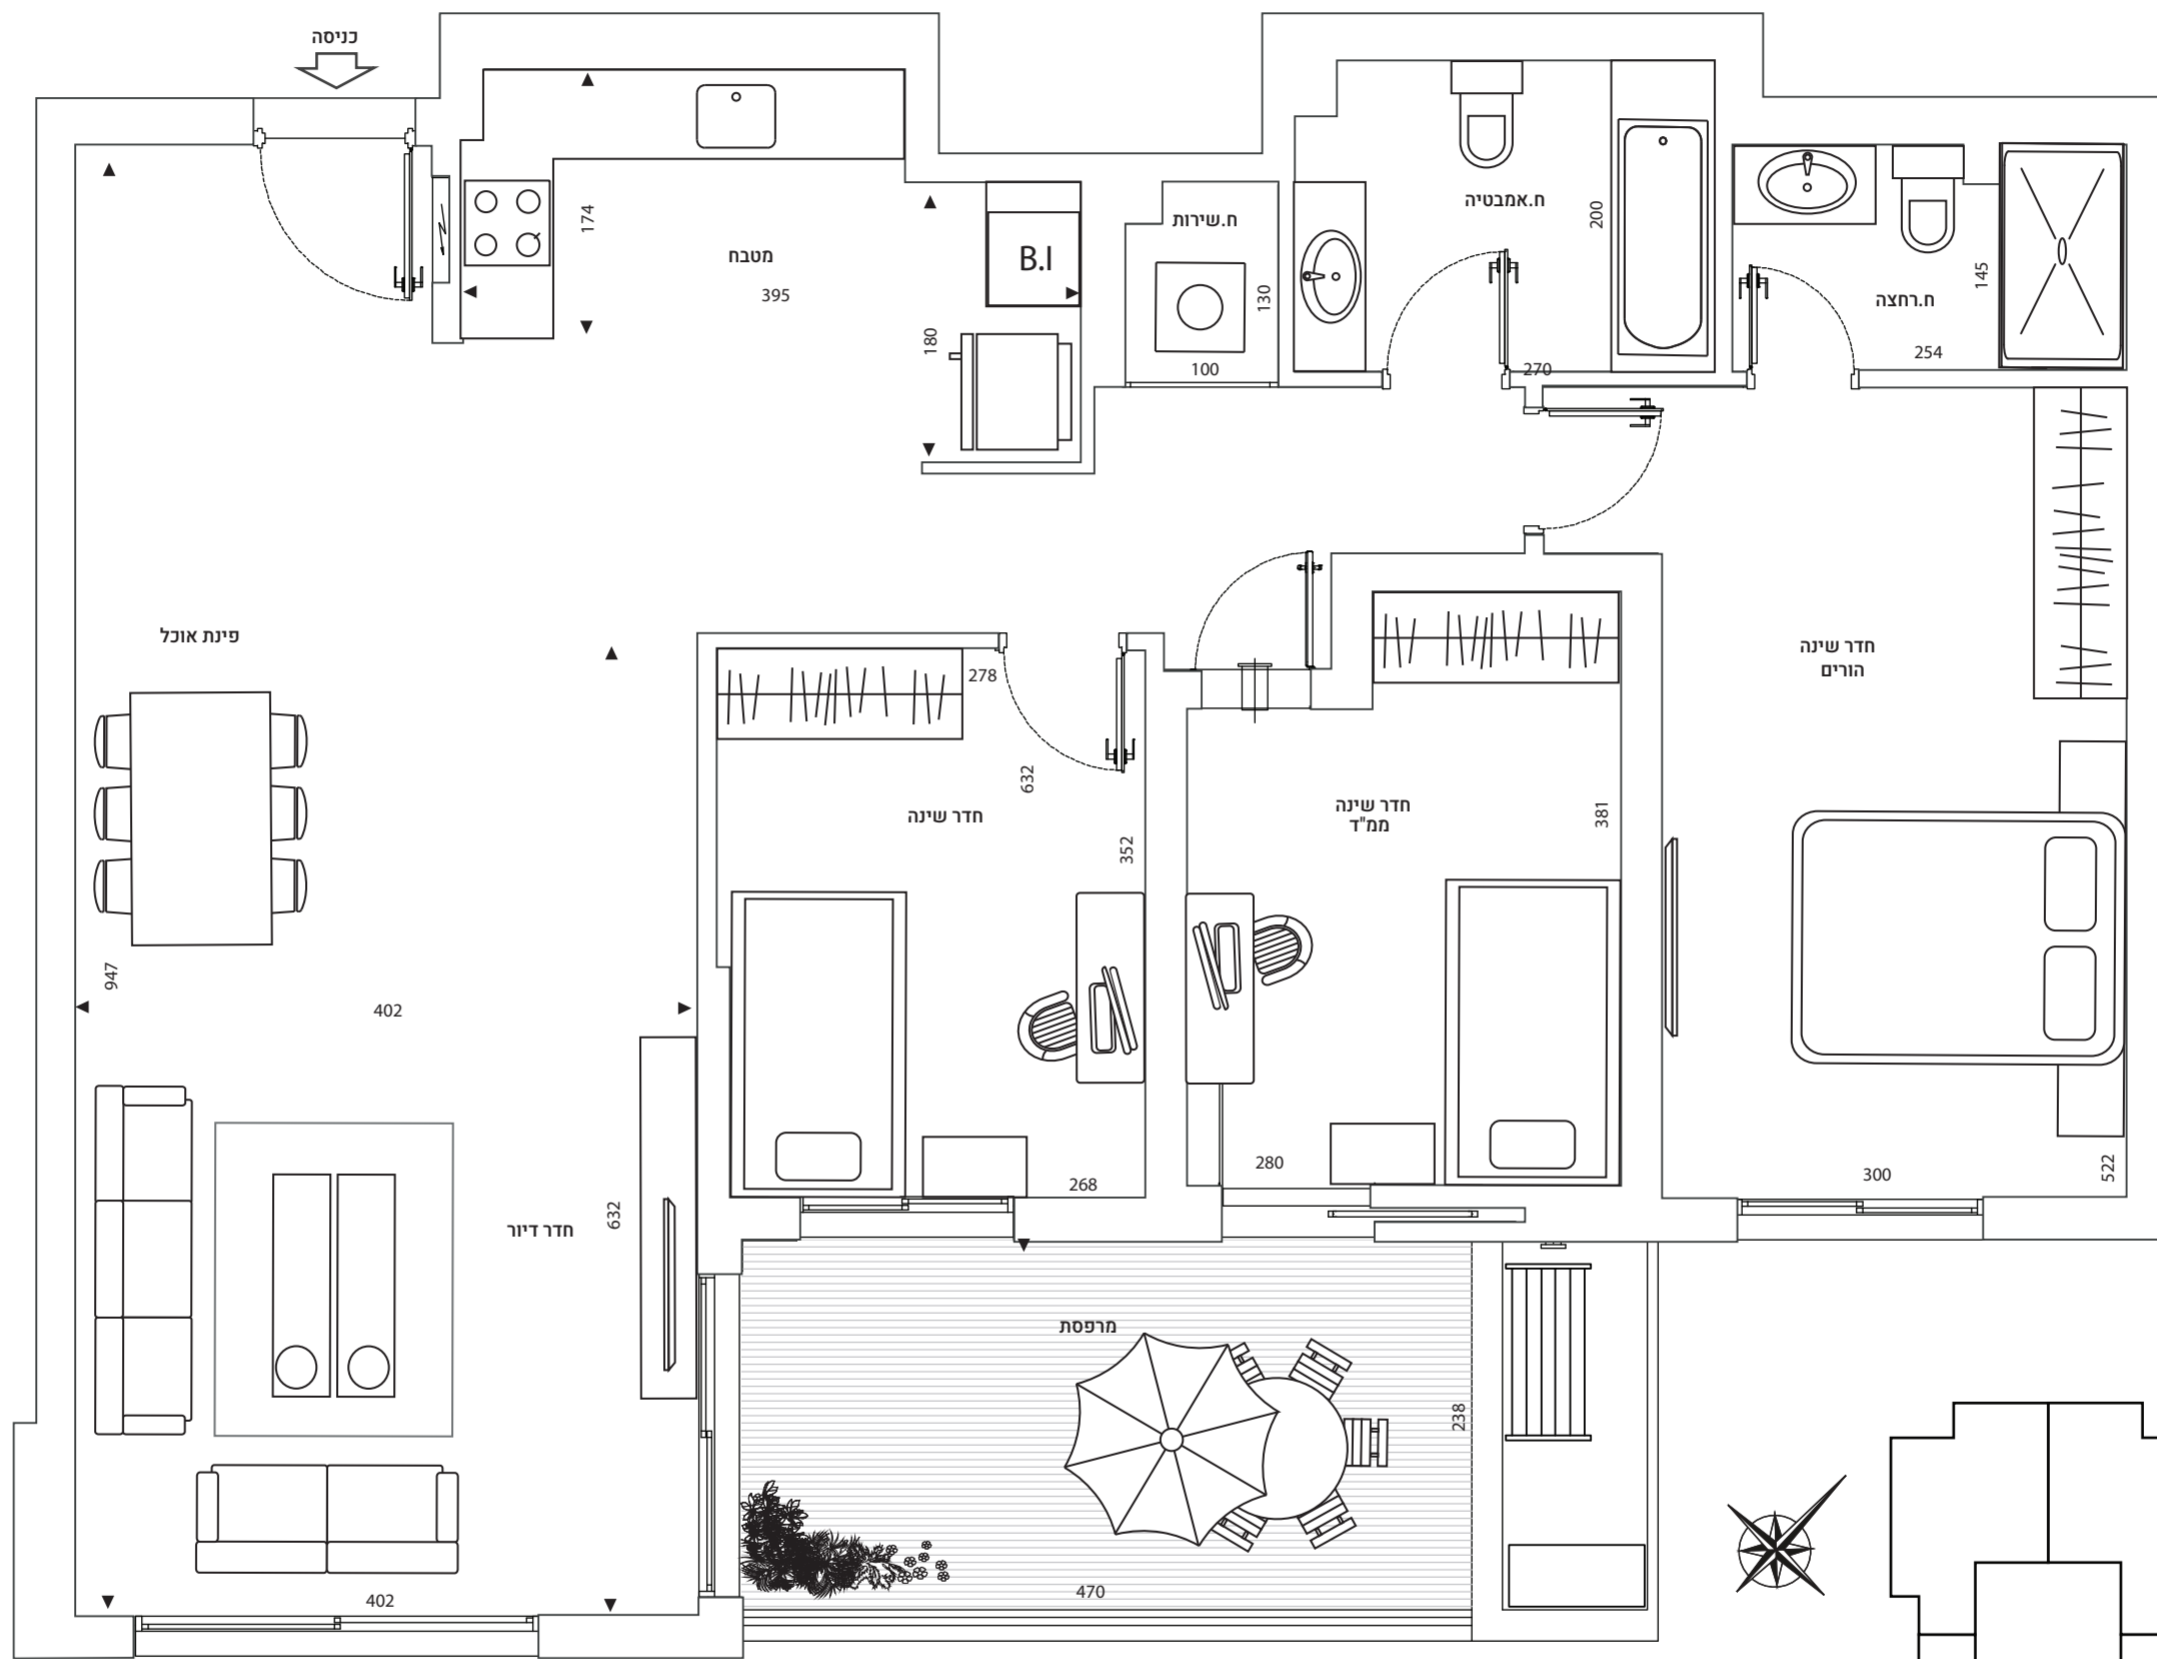 כניסה
174
מטבח
395
B.I
180
ח.שירות
130
100
ח.אמבטיה
200
270
145
ח.רחצה
254
פינת אוכל
278
632
חדר שינה
352
חדר שינה
ממ"ד
381
חדר שינה
הורים
947
402
268
280
300
522
632
חדר דיור
מרפסת
238
470
402